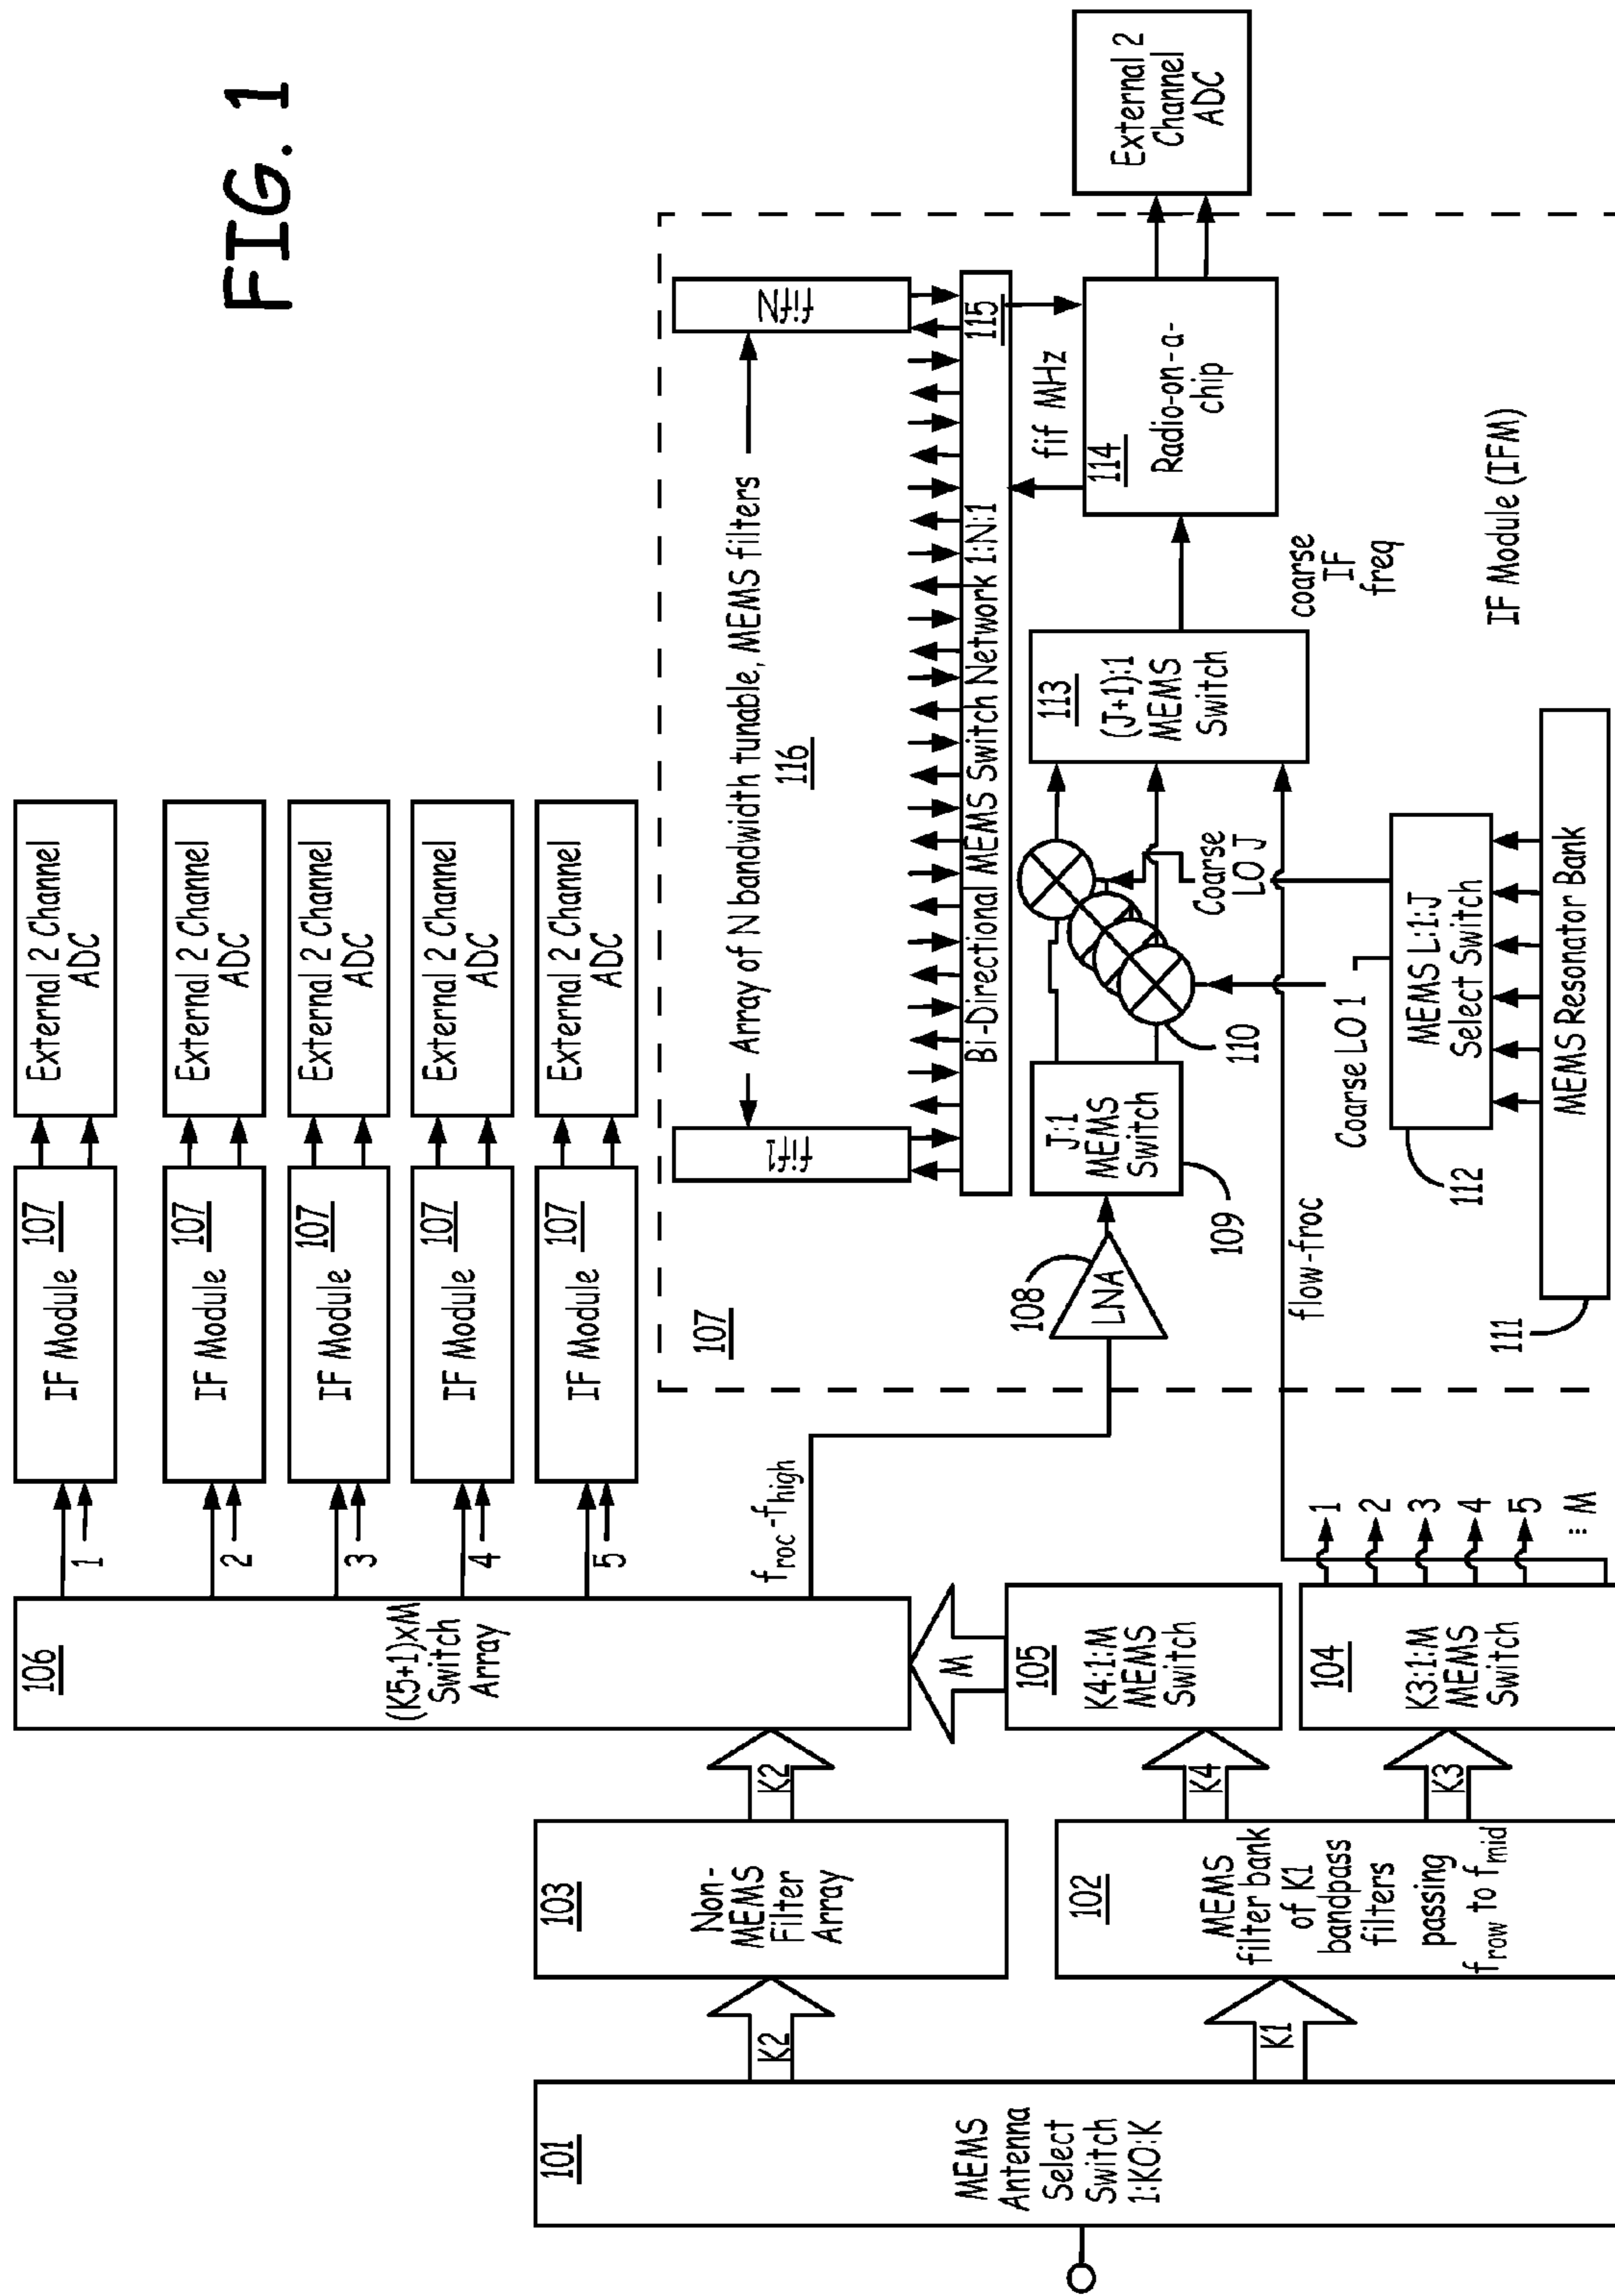 FIG. 1
101
MEMS
Antenna
Select
Switch
1:KO:K
K2
K1
103
Non-
MEMS
Filter
Array
102
MEMS
filter bank
of K1
bandpass
filters
passing
frow to fmid
K2
K4
K3
106
(K5+1)xM
Switch
Array
M
105
K4:1:M
MEMS
Switch
104
K3:1:M
MEMS
Switch
1
2
3
4
5
froc-fhigh
1
2
3
4
5
: M
IF Module
107
IF Module
107
IF Module
107
IF Module
107
IF Module
107
External 2 Channel
ADC
External 2 Channel
ADC
External 2 Channel
ADC
External 2 Channel
ADC
External 2 Channel
ADC
107
fif1
Array of N bandwidth tunable, MEMS filters
116
fifN
Bi-Directional MEMS Switch Network 1:N:1
115
108
LNA
J:1
MEMS
Switch
109
110
113
(J+1):1
MEMS
Switch
fif MHz
114
Radio-on-a-
chip
External 2
Channel
ADC
coarse
IF
freq
flow-froc
Coarse LO 1
Coarse
LO J
112
MEMS L:1:J
Select Switch
111
MEMS Resonator Bank
IF Module (IFM)